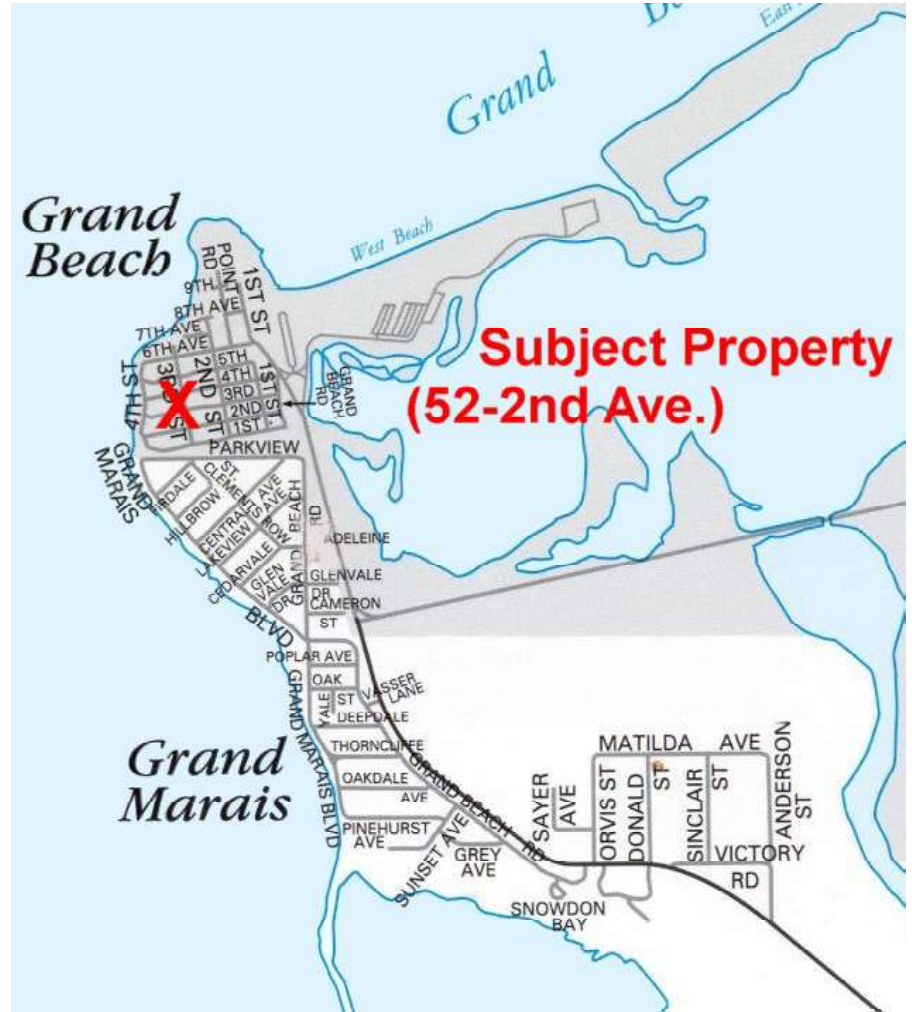 Grand
East
Grand
Beach
West Beach
POINT
RD
1ST ST
9TH
8TH AVE
7TH AVE
6TH AVE
5TH
4TH
3RD
2ND
1ST
4TH ST
3RD ST
2ND ST
1ST ST
X
GRAND
BEACH
RD
Subject Property
(52-2nd Ave.)
PARKVIEW
GRAND
MARAIS
BLVD
FIRDALE
HILLBROW
ST.
CLEMENTS ROW
CENTRAL AVE
LAKEVIEW AVE
CEDARVALE
GLEN
VALE
DR
GRAND BEACH RD
ADELEINE
GLENVALE
DR
CAMERON
ST
POPLAR AVE
OAK
ST
YALE
VASSER
LANE
DEEPDALE
GRAND MARAIS BLVD
THORNCLIFFE
Grand
Marais
OAKDALE
AVE
PINEHURST
AVE
SUNSET AVE
GREY
AVE
GRAND BEACH RD
SNOWDON
BAY
SAYER
AVE
ORVIS ST
DONALD
ST
MATILDA AVE
SINCLAIR
ST
ANDERSON
ST
VICTORY
RD